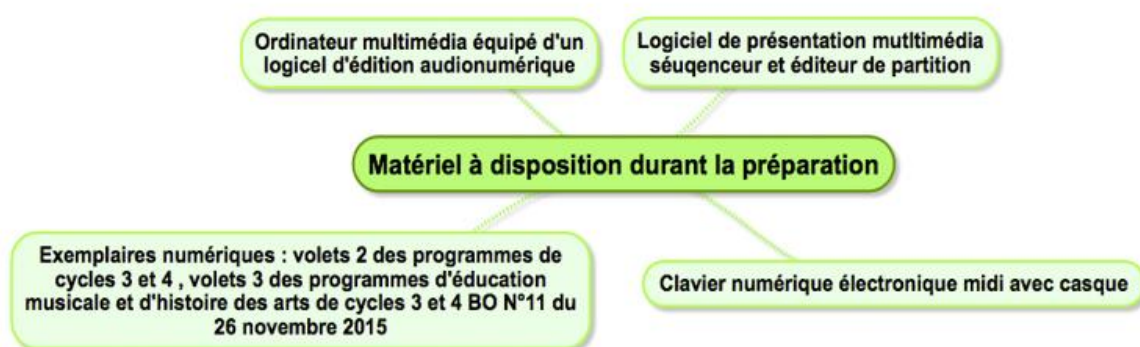 Ordinateur multimédia équipé d'un
logicel d'édition audionumérique
Logiciel de présentation mutltimédia
séuqenceur et éditeur de partition
Matériel à disposition durant la préparation
Exemplaires numériques : volets 2 des programmes de
cycles 3 et 4 , volets 3 des programmes d'éducation
musicale et d'histoire des arts de cycles 3 et 4 BO N°11 du
26 novembre 2015
Clavier numérique électronique midi avec casque